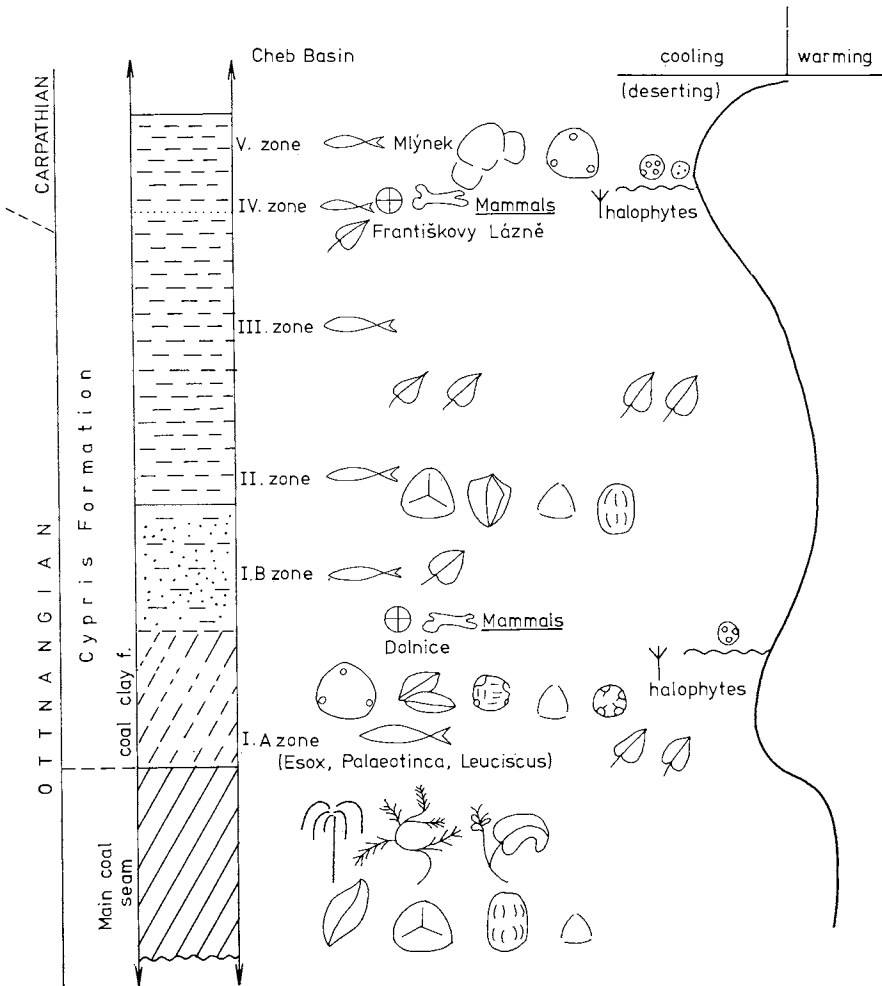 Cheb Basin
cooling
warming
(deserting)
CARPATHIAN
V. zone
Mlýnek
IV. zone
Mammals
halophytes
Františkovy Lázně
III. zone
Cypris Formation
II. zone
OTTNANGIAN
I.B zone
Mammals
Dolnice
halophytes
coal clay f.
I.A zone
(Esox, Palaeotinca, Leuciscus)
Main coal
seam